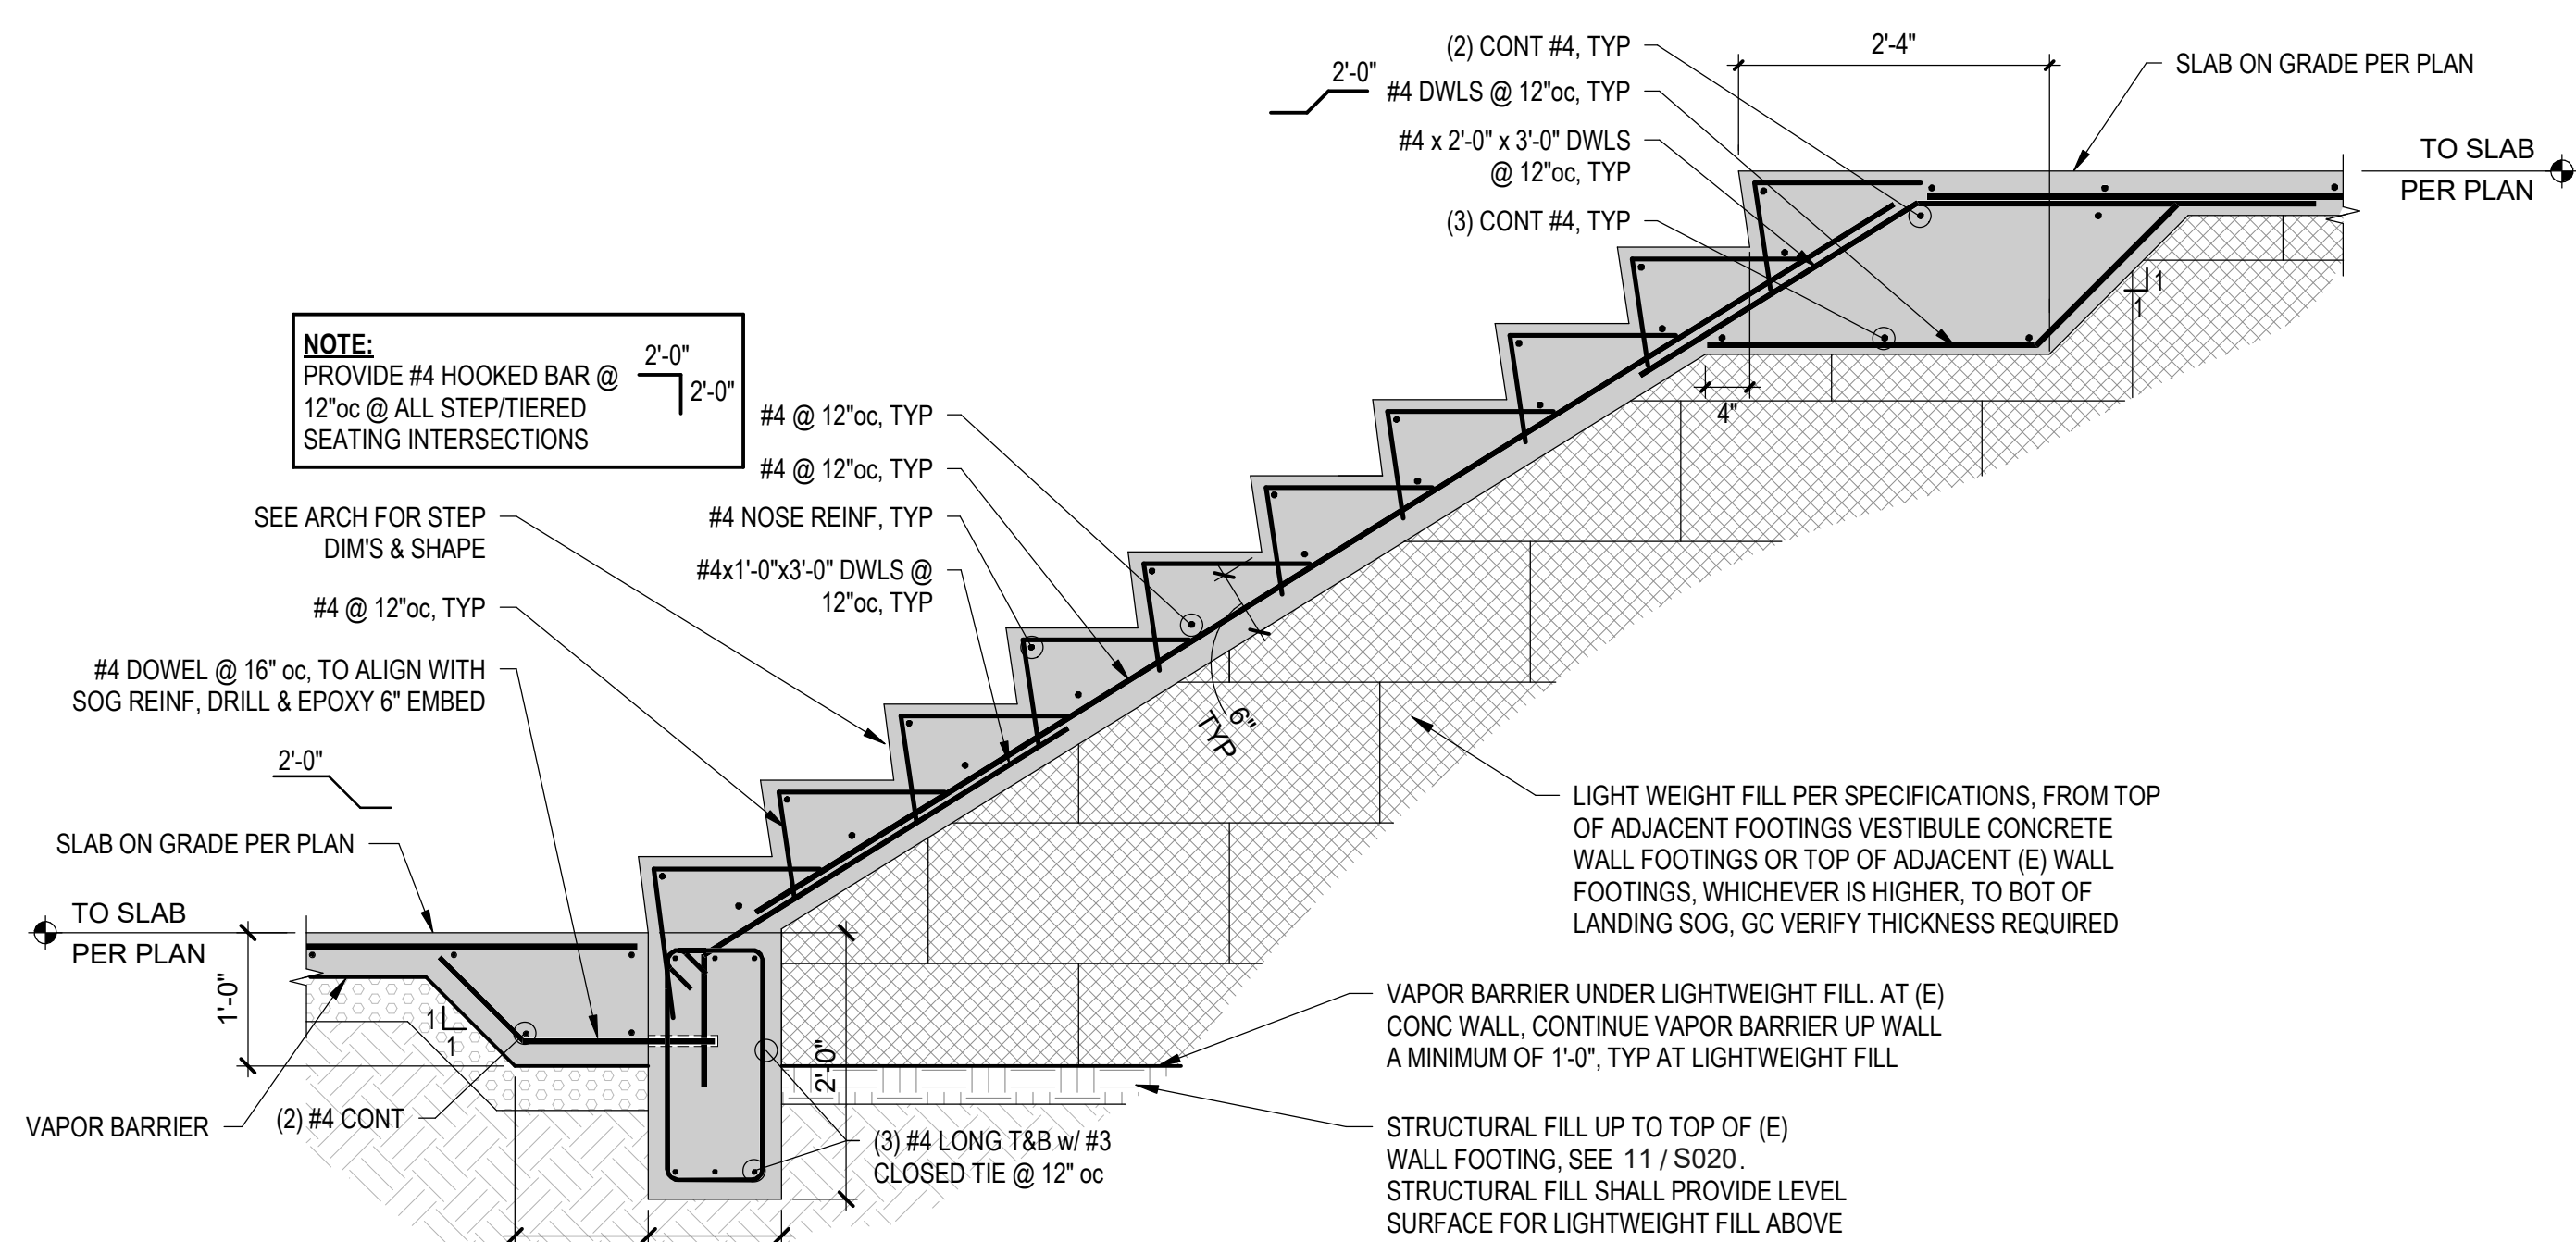 (2) CONT #4, TYP
2'-0"
#4 DWLS @ 12"oc, TYP
#4 x 2'-0" x 3'-0" DWLS
@ 12"oc, TYP
(3) CONT #4, TYP
2'-4"
SLAB ON GRADE PER PLAN
TO SLAB
PER PLAN
1
1
4"
NOTE:
PROVIDE #4 HOOKED BAR @
12"oc @ ALL STEP/TIERED
SEATING INTERSECTIONS
2'-0"
2'-0"
#4 @ 12"oc, TYP
#4 @ 12"oc, TYP
#4 NOSE REINF, TYP
#4x1'-0"x3'-0" DWLS @
12"oc, TYP
SEE ARCH FOR STEP
DIM'S & SHAPE
#4 @ 12"oc, TYP
#4 DOWEL @ 16" oc, TO ALIGN WITH
SOG REINF, DRILL & EPOXY 6" EMBED
2'-0"
SLAB ON GRADE PER PLAN
TO SLAB
PER PLAN
1'-0"
1
1
VAPOR BARRIER
(2) #4 CONT
6"
TYP
2'-0"
(3) #4 LONG T&B w/ #3
CLOSED TIE @ 12" oc
LIGHT WEIGHT FILL PER SPECIFICATIONS, FROM TOP
OF ADJACENT FOOTINGS VESTIBULE CONCRETE
WALL FOOTINGS OR TOP OF ADJACENT (E) WALL
FOOTINGS, WHICHEVER IS HIGHER, TO BOT OF
LANDING SOG, GC VERIFY THICKNESS REQUIRED
VAPOR BARRIER UNDER LIGHTWEIGHT FILL. AT (E)
CONC WALL, CONTINUE VAPOR BARRIER UP WALL
A MINIMUM OF 1'-0", TYP AT LIGHTWEIGHT FILL
STRUCTURAL FILL UP TO TOP OF (E)
WALL FOOTING, SEE 11 / S020.
STRUCTURAL FILL SHALL PROVIDE LEVEL
SURFACE FOR LIGHTWEIGHT FILL ABOVE